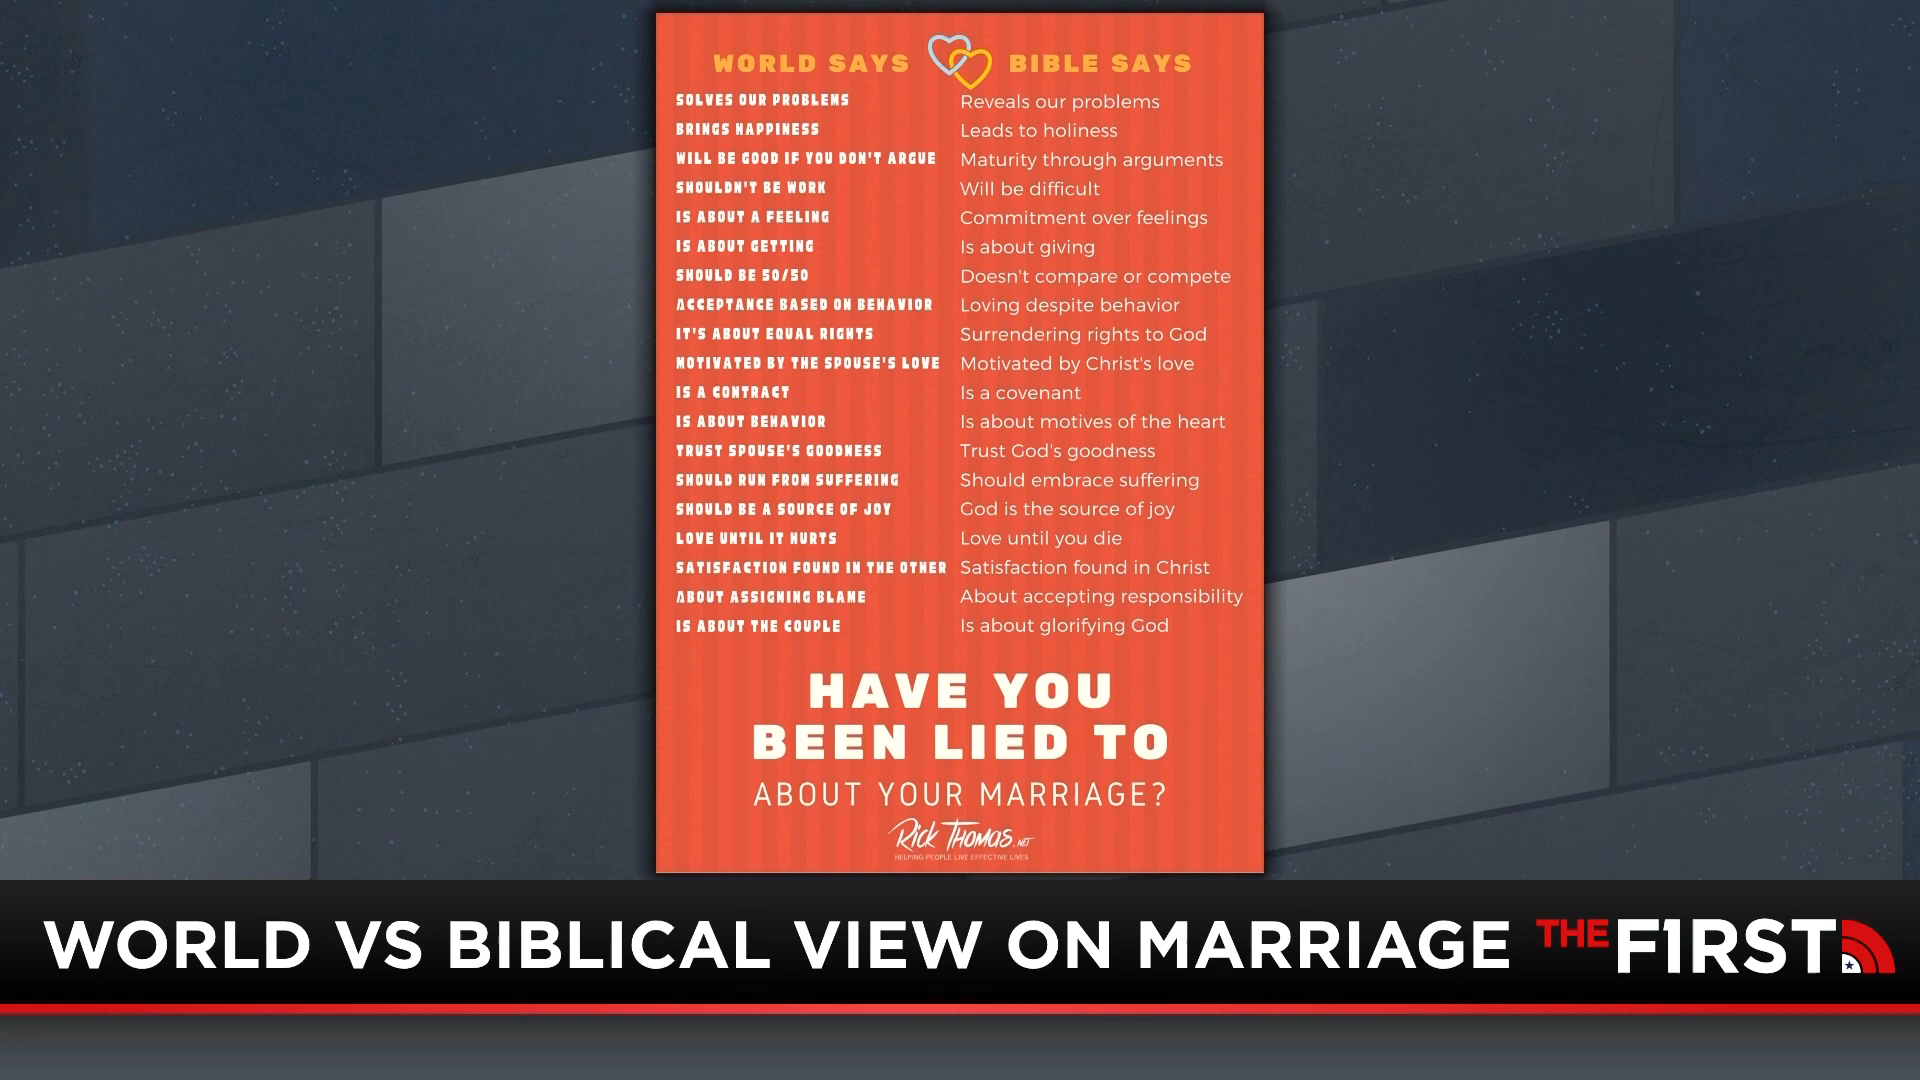 WORLD SAYS BIBLE SAYS
SOLVES OUR PROBLEMS Reveals our problems
BRINGS HAPPINESS Leads to holiness
WILL BE GOOD IF YOU DON'T ARGUE Maturity through arguments
SHOULDN'T BE WORK Will be difficult
IS ABOUT A FEELING Commitment over feelings
IS ABOUT GETTING Is about giving
SHOULD BE 50/50 Doesn't compare or compete
ACCEPTANCE BASED ON BEHAVIOR Loving despite behavior
IT'S ABOUT EQUAL RIGHTS Surrendering rights to God
MOTIVATED BY THE SPOUSE'S LOVE Motivated by Christ's love
IS A CONTRACT Is a covenant
IS ABOUT BEHAVIOR Is about motives of the heart
TRUST SPOUSE'S GOODNESS Trust God's goodness
SHOULD RUN FROM SUFFERING Should embrace suffering
SHOULD BE A SOURCE OF JOY God is the source of joy
LOVE UNTIL IT HURTS Love until you die
SATISFACTION FOUND IN THE OTHER Satisfaction found in Christ
ABOUT ASSIGNING BLAME About accepting responsibility
IS ABOUT THE COUPLE Is about glorifying God
HAVE YOU
BEEN LIED TO
ABOUT YOUR MARRIAGE?
Rick Thomas.NET
HELPING PEOPLE LIVE EFFECTIVE LIVES
WORLD VS BIBLICAL VIEW ON MARRIAGE THE F1RST